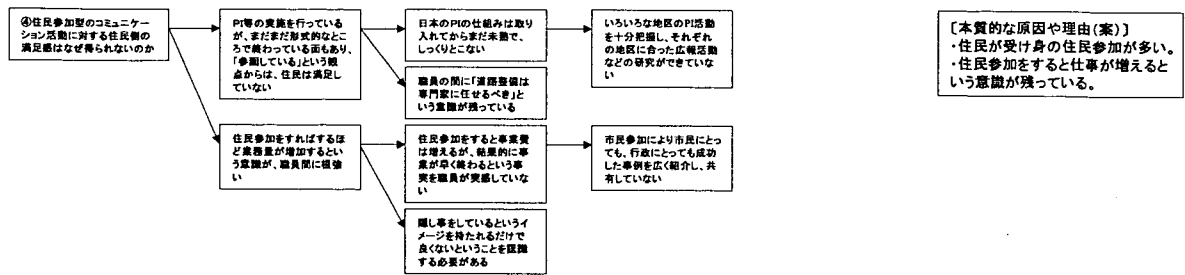 ④住民参加型のコミュニケー
ション活動に対する住民側の
満足感はなぜ得られないのか
PI等の実施を行っている
が、まだまだ形式的なとこ
ろで終わっている面もあり、
「参画している」という観
点からは、住民は満足し
ていない
日本のPIの仕組みは取り
入れてからまだ未熟で、
しっくりとこない
いろいろな地区のPI活動
を十分把握し、それぞれ
の地区に合った広報活動
などの研究ができていな
い
職員の間に「道路整備は
専門家に任せるべき」と
いう意識が残っている
住民参加をすればするほ
ど業務量が増加するとい
う意識が、職員間に根強
い
住民参加をすると事業費
は増えるが、結果的に事
業が早く終わるという事
実を職員が実感していな
い
市民参加により市民にとっ
ても、行政にとっても成功
した事例を広く紹介し、共
有していない
隠し事をしているというイ
メージを持たれるだけで
良くないということを認識
する必要がある
[本質的な原因や理由(案)]
・住民が受け身の住民参加が多い。
・住民参加をすると仕事が増えると
いう意識が残っている。